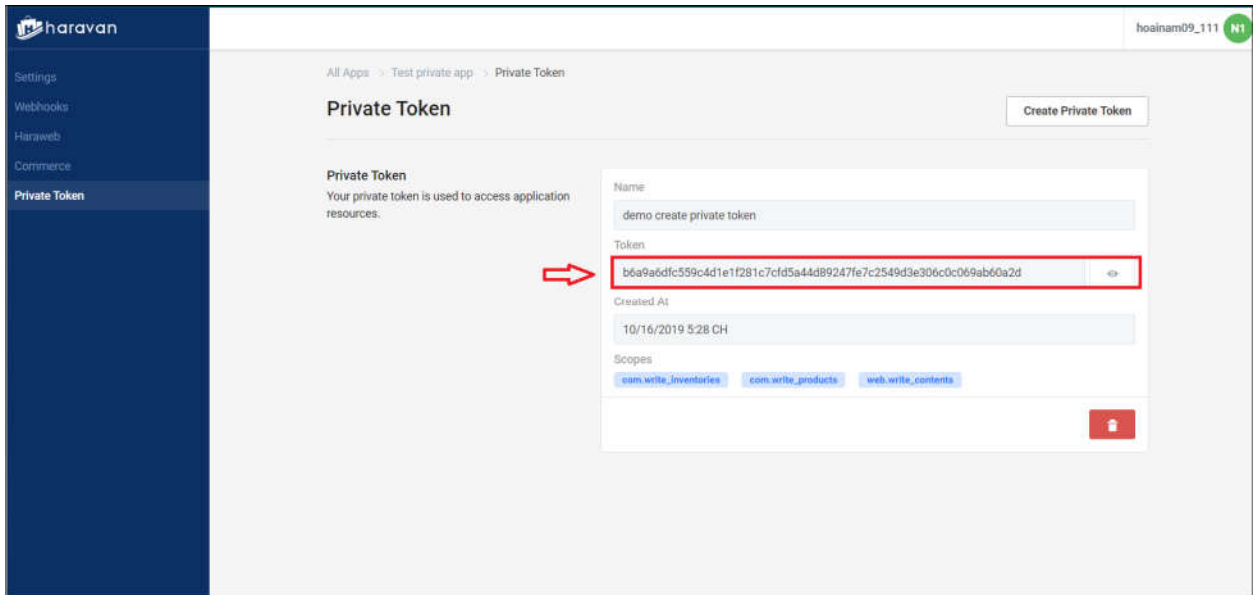 haravan
hoainam09_111 N1
Settings
Webhooks
Haraweb
Commerce
Private Token
All Apps > Test private app > Private Token
Private Token
Create Private Token
Private Token
Your private token is used to access application
resources.
Name
demo create private token
Token
b6a9a6dfc559c4d1e1f281c7cfd5a44d89247fe7c2549d3e306c0c069ab60a2d
Created At
10/16/2019 5:28 CH
Scopes
com.write_inventories com.write_products web.write_contents